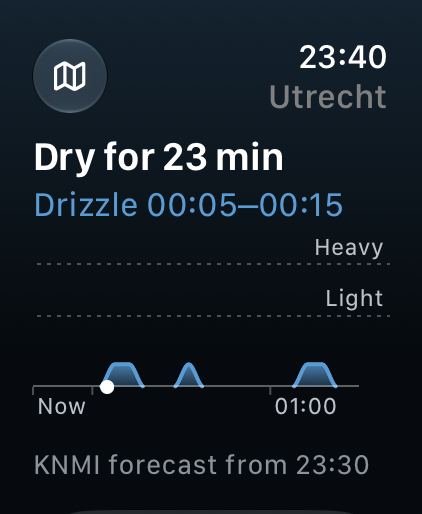 23:40
Utrecht
Dry for 23 min
Drizzle 00:05–00:15
Heavy
Light
Now 01:00
KNMI forecast from 23:30